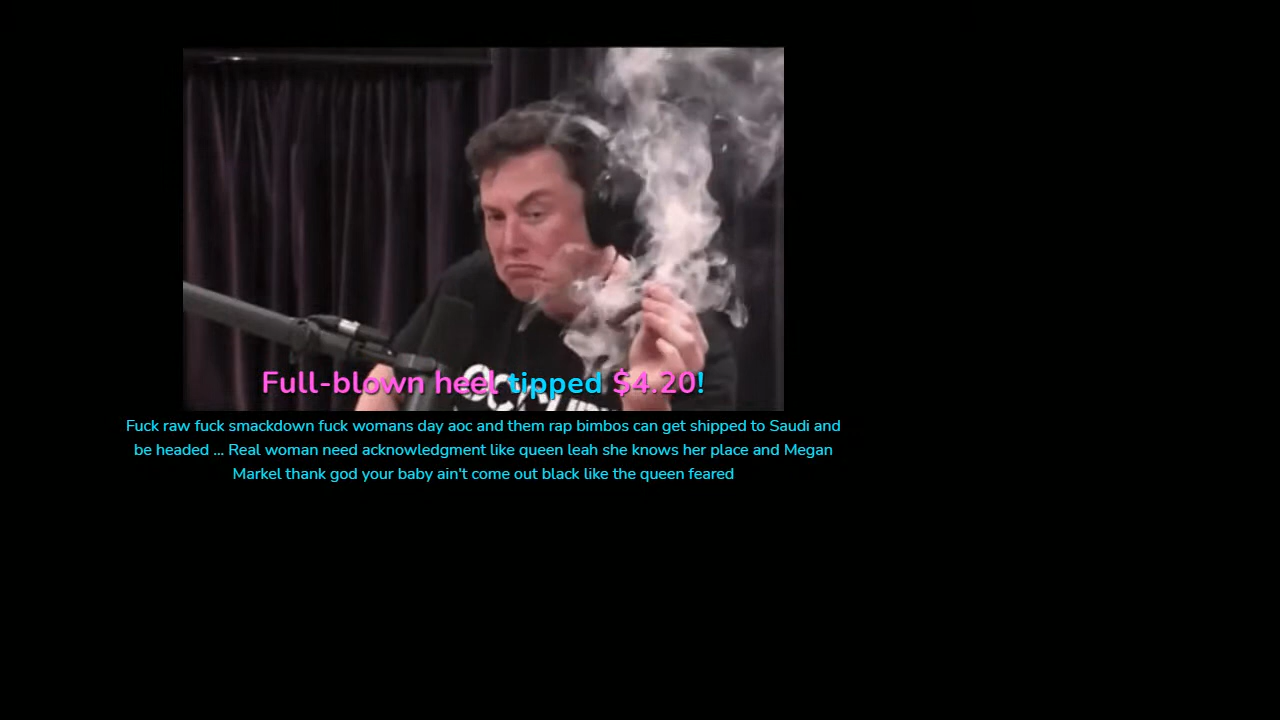 Full-blown heel tipped $4.20!
Fuck raw fuck smackdown fuck womans day aoc and them rap bimbos can get shipped to Saudi and
be headed ... Real woman need acknowledgment like queen leah she knows her place and Megan
Markel thank god your baby ain't come out black like the queen feared